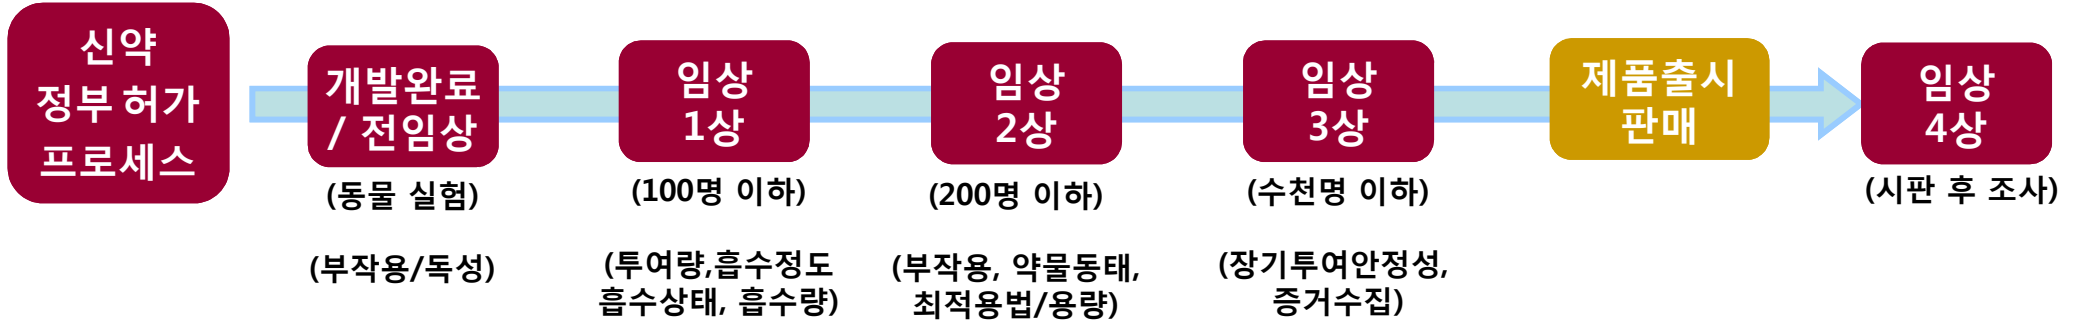 신약
정부 허가
프로세스
개발완료
/ 전임상
(동물 실험)
(부작용/독성)
임상
1상
(100명 이하)
(투여량,흡수정도
흡수상태, 흡수량)
임상
2상
(200명 이하)
(부작용, 약물동태,
최적용법/용량)
임상
3상
(수천명 이하)
(장기투여안정성,
증거수집)
제품출시
판매
임상
4상
(시판 후 조사)